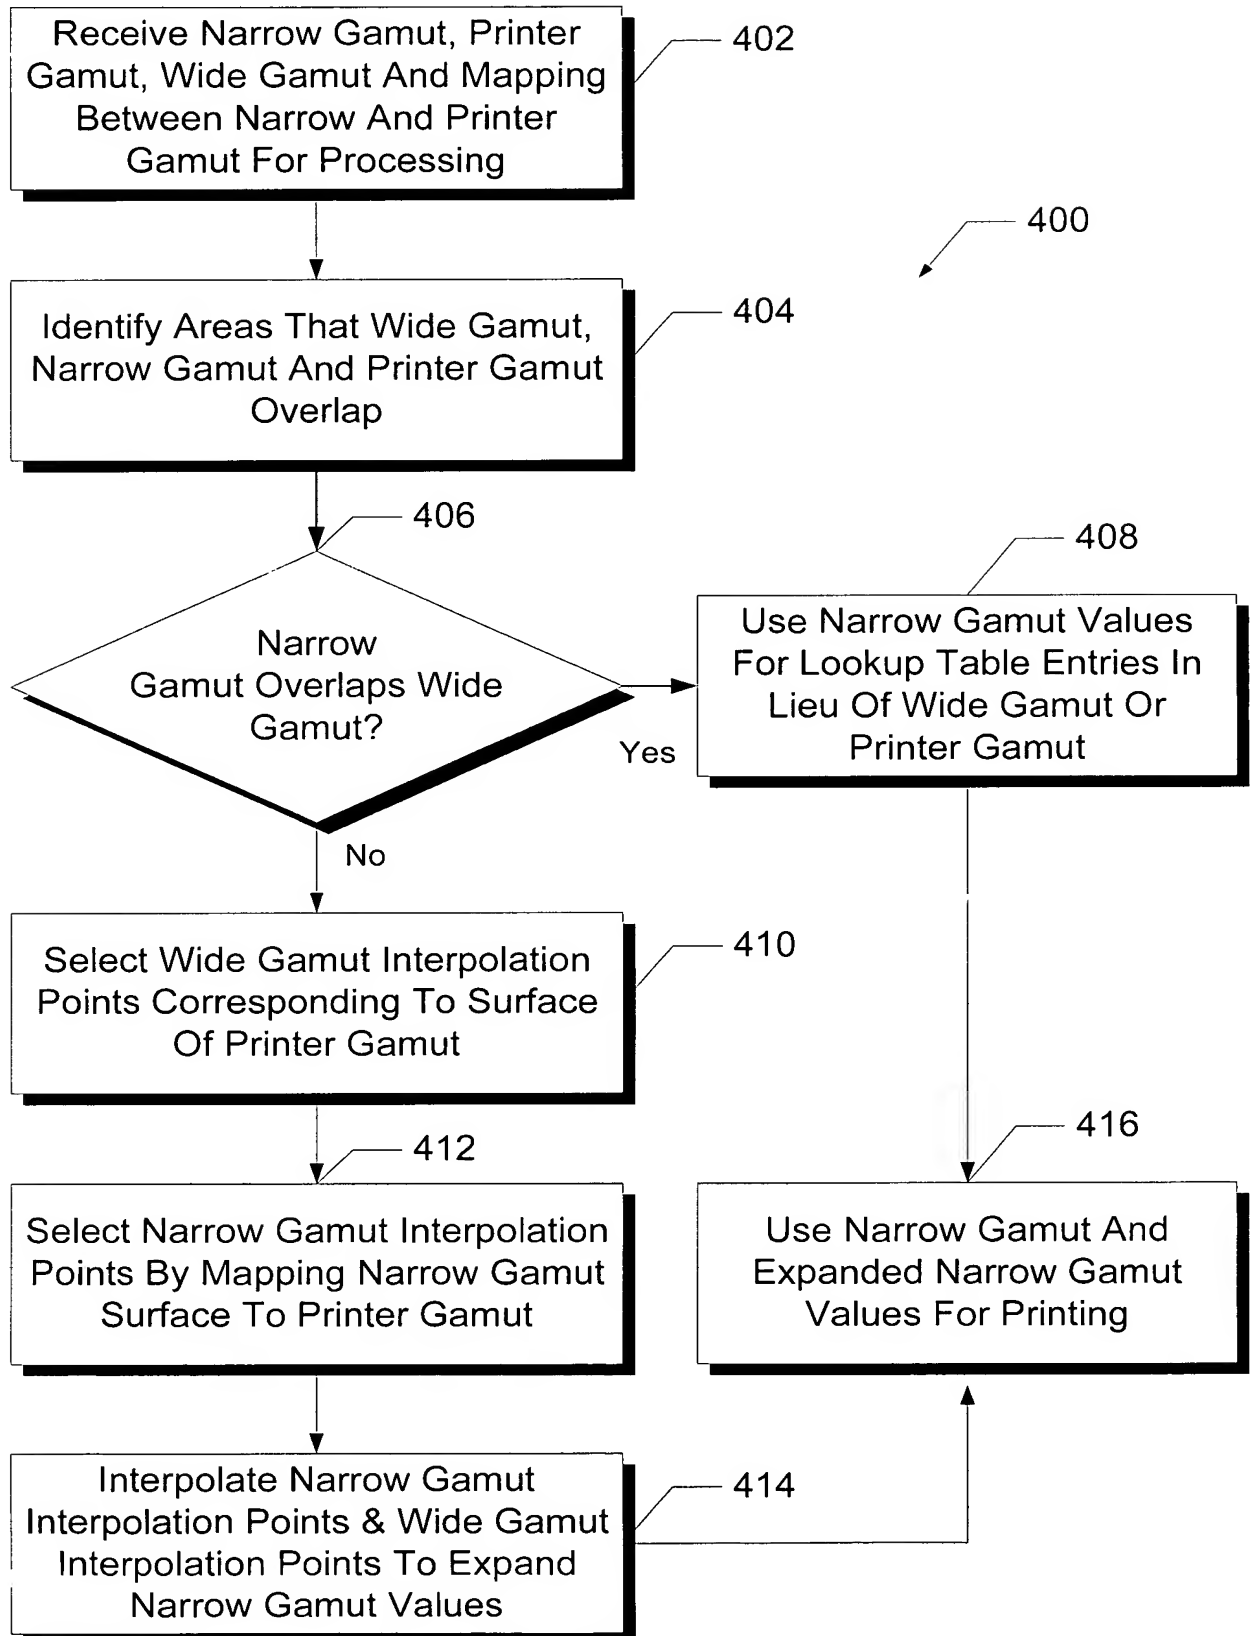 Receive Narrow Gamut, Printer
Gamut, Wide Gamut And Mapping
Between Narrow And Printer
Gamut For Processing
402
400
Identify Areas That Wide Gamut,
Narrow Gamut And Printer Gamut
Overlap
404
406
Narrow
Gamut Overlaps Wide
Gamut?
Yes
No
408
Use Narrow Gamut Values
For Lookup Table Entries In
Lieu Of Wide Gamut Or
Printer Gamut
Select Wide Gamut Interpolation
Points Corresponding To Surface
Of Printer Gamut
410
412
Select Narrow Gamut Interpolation
Points By Mapping Narrow Gamut
Surface To Printer Gamut
416
Use Narrow Gamut And
Expanded Narrow Gamut
Values For Printing
Interpolate Narrow Gamut
Interpolation Points & Wide Gamut
Interpolation Points To Expand
Narrow Gamut Values
414